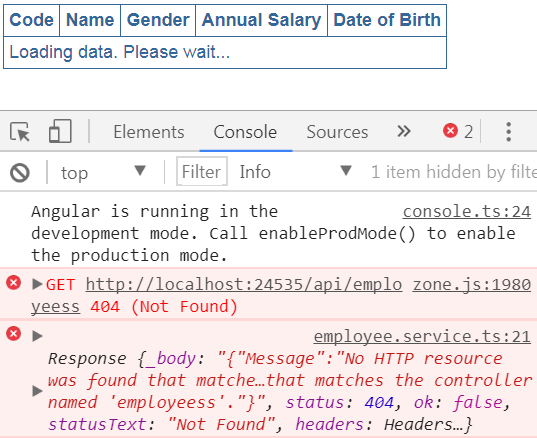 Code Name Gender Annual Salary Date of Birth
Loading data. Please wait...
Elements Console Sources 2
top Filter Info 1 item hidden by filte
Angular is running in the console.ts:24
development mode. Call enableProdMode() to enable
the production mode.
GET http://localhost:24535/api/emplo zone.js:1980
yeess 404 (Not Found)
employee.service.ts:21
Response {_body: "{"Message":"No HTTP resource
was found that matche…that matches the controller
named 'employeess'."}", status: 404, ok: false,
statusText: "Not Found", headers: Headers…}